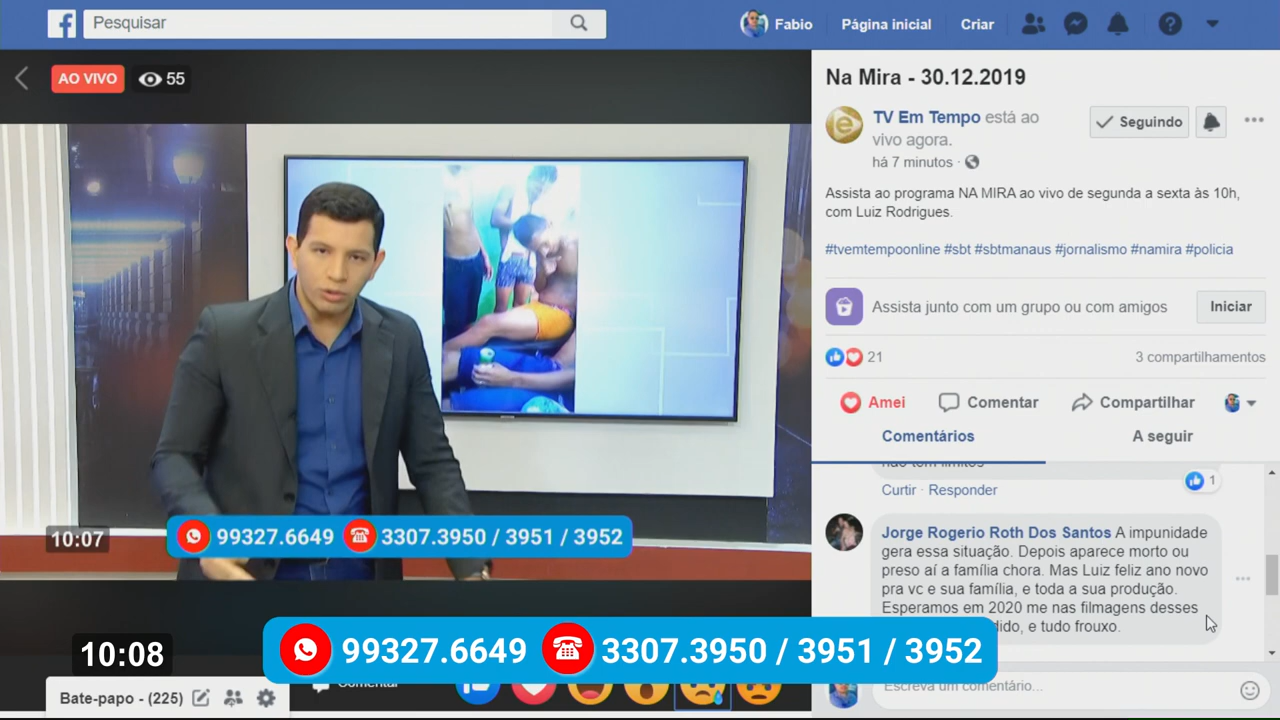 Pesquisar
Fabio
Página inicial
Criar
AO VIVO
55
10:07
99327.6649 3307.3950 / 3951 / 3952
Na Mira - 30.12.2019
TV Em Tempo está ao
vivo agora.
há 7 minutos ·
Seguindo
Assista ao programa NA MIRA ao vivo de segunda a sexta às 10h,
com Luiz Rodrigues.
#tvemtempoonline #sbt #sbtmanaus #jornalismo #namira #policia
Assista junto com um grupo ou com amigos
Iniciar
21
3 compartilhamentos
Amei
Comentar
Compartilhar
Comentários
A seguir
não tem limites
Curtir · Responder
1
Jorge Rogerio Roth Dos Santos A impunidade
gera essa situação. Depois aparece morto ou
preso aí a família chora. Mas Luiz feliz ano novo
pra vc e sua família, e toda a sua produção.
Esperamos em 2020 me nas filmagens desses
dido, e tudo frouxo.
Escreva um comentário...
10:08
99327.6649 3307.3950 / 3951 / 3952
Comentar
Bate-papo - (225)